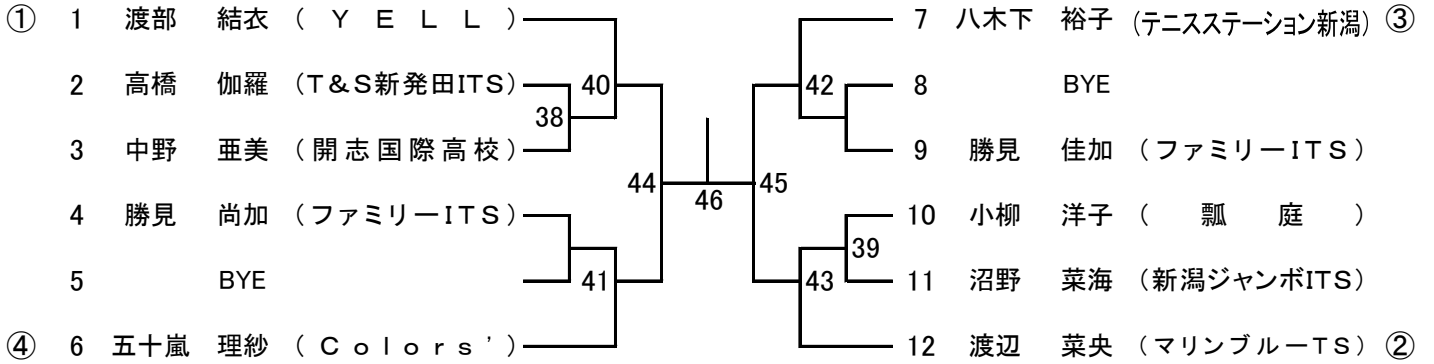 ① 1 渡部 結衣 (ＹＥＬＬ)
2 高橋 伽羅 (T＆S新発田ITS)
3 中野 亜美 (開志国際高校)
4 勝見 尚加 (ファミリーITS)
5 BYE
④ 6 五十嵐 理紗 (Colors')
38
40
41
44
46
45
42
39
43
7 八木下 裕子 (テニスステーション新潟) ③
8 BYE
9 勝見 佳加 (ファミリーITS)
10 小柳 洋子 (瓢庭)
11 沼野 菜海 (新潟ジャンボITS)
12 渡辺 菜央 (マリンブルーTS) ②